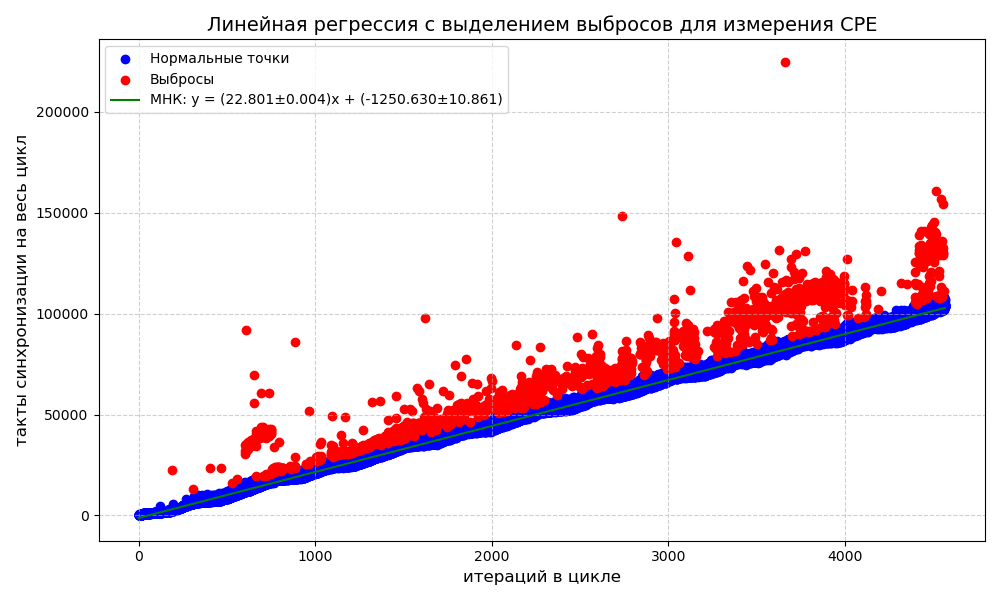 Линейная регрессия с выделением выбросов для измерения CPE
Нормальные точки
Выбросы
МНК: y = (22.801±0.004)x + (-1250.630±10.861)
такты синхронизации на весь цикл
200000
150000
100000
50000
0
0 1000 2000 3000 4000
итераций в цикле